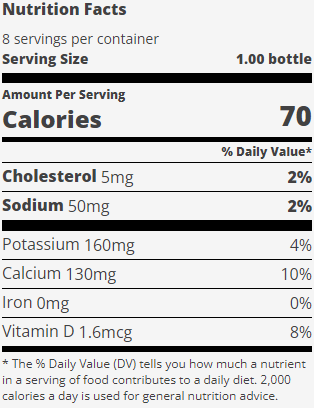 Nutrition Facts
8 servings per container
Serving Size 1.00 bottle
Amount Per Serving
Calories 70
% Daily Value*
Cholesterol 5mg 2%
Sodium 50mg 2%
Potassium 160mg 4%
Calcium 130mg 10%
Iron 0mg 0%
Vitamin D 1.6mcg 8%
* The % Daily Value (DV) tells you how much a nutrient
in a serving of food contributes to a daily diet. 2,000
calories a day is used for general nutrition advice.